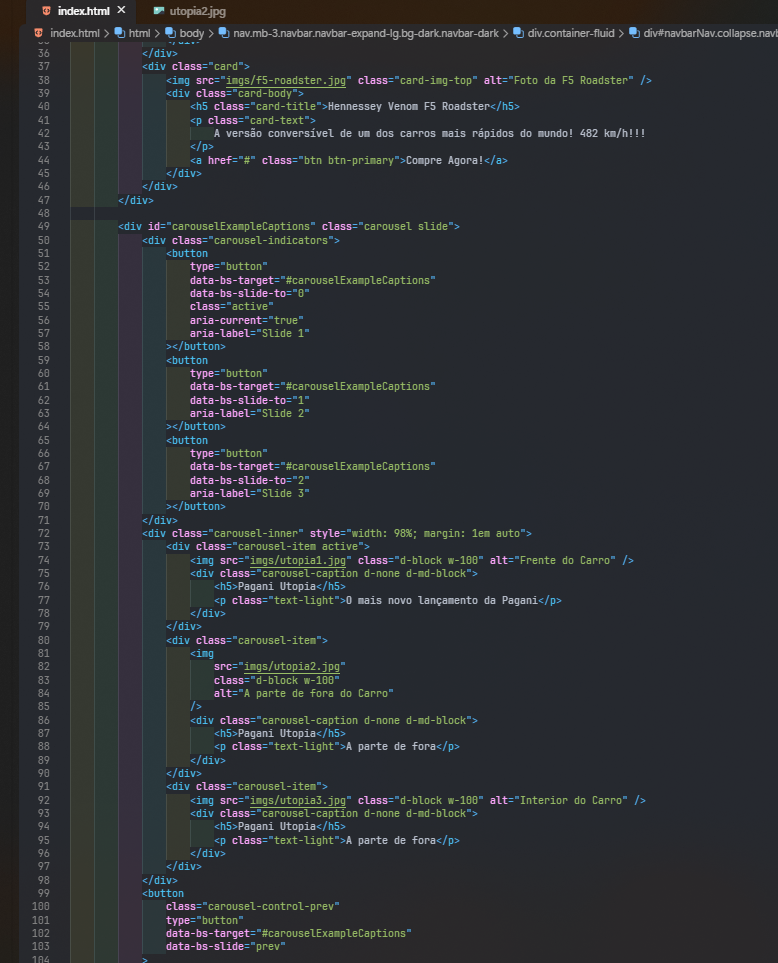 index.html
utopia2.jpg
index.html > html > body > nav.mb-3.navbar.navbar-expand-lg.bg-dark.navbar-dark > div.container-fluid > div#navbarNav.collapse.navb
36 </div>
37 <div class="card">
38 <img src="imgs/f5-roadster.jpg" class="card-img-top" alt="Foto da F5 Roadster" />
39 <div class="card-body">
40 <h5 class="card-title">Hennessey Venom F5 Roadster</h5>
41 <p class="card-text">
42 A versão conversível de um dos carros mais rápidos do mundo! 482 km/h!!!
43 </p>
44 <a href="#" class="btn btn-primary">Compre Agora!</a>
45 </div>
46 </div>
47 </div>
48
49 <div id="carouselExampleCaptions" class="carousel slide">
50 <div class="carousel-indicators">
51 <button
52 type="button"
53 data-bs-target="#carouselExampleCaptions"
54 data-bs-slide-to="0"
55 class="active"
56 aria-current="true"
57 aria-label="Slide 1"
58 ></button>
59 <button
60 type="button"
61 data-bs-target="#carouselExampleCaptions"
62 data-bs-slide-to="1"
63 aria-label="Slide 2"
64 ></button>
65 <button
66 type="button"
67 data-bs-target="#carouselExampleCaptions"
68 data-bs-slide-to="2"
69 aria-label="Slide 3"
70 ></button>
71 </div>
72 <div class="carousel-inner" style="width: 98%; margin: 1em auto">
73 <div class="carousel-item active">
74 <img src="imgs/utopia1.jpg" class="d-block w-100" alt="Frente do Carro" />
75 <div class="carousel-caption d-none d-md-block">
76 <h5>Pagani Utopia</h5>
77 <p class="text-light">O mais novo lançamento da Pagani</p>
78 </div>
79 </div>
80 <div class="carousel-item">
81 <img
82 src="imgs/utopia2.jpg"
83 class="d-block w-100"
84 alt="A parte de fora do Carro"
85 />
86 <div class="carousel-caption d-none d-md-block">
87 <h5>Pagani Utopia</h5>
88 <p class="text-light">A parte de fora</p>
89 </div>
90 </div>
91 <div class="carousel-item">
92 <img src="imgs/utopia3.jpg" class="d-block w-100" alt="Interior do Carro" />
93 <div class="carousel-caption d-none d-md-block">
94 <h5>Pagani Utopia</h5>
95 <p class="text-light">A parte de fora</p>
96 </div>
97 </div>
98 </div>
99 <button
100 class="carousel-control-prev"
101 type="button"
102 data-bs-target="#carouselExampleCaptions"
103 data-bs-slide="prev"
104 >